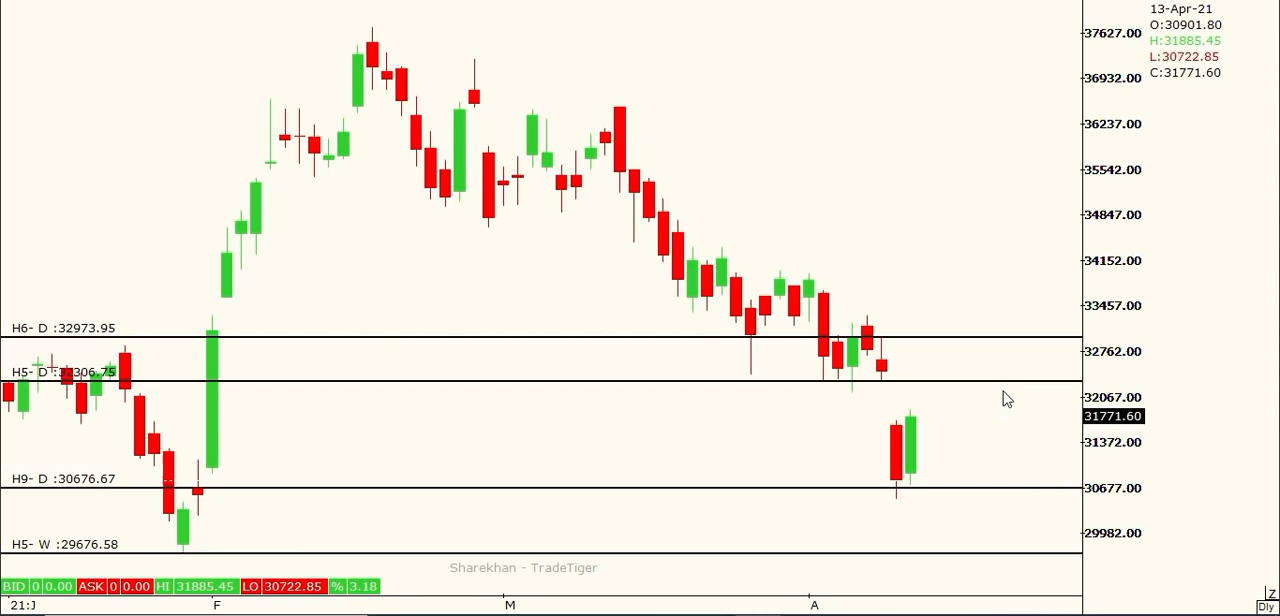 13-Apr-21
O:30901.80
H:31885.45
L:30722.85
C:31771.60
37627.00
36932.00
36237.00
35542.00
34847.00
34152.00
33457.00
H6- D :32973.95
32762.00
H5- D :32306.75
32067.00
31771.60
31372.00
H9- D :30676.67
30677.00
H5- W :29676.58
29982.00
Sharekhan - TradeTiger
BID 0 0.00 ASK 0 0.00 HI 31885.45 LO 30722.85 % 3.18
21:J F M A
Z
Dly